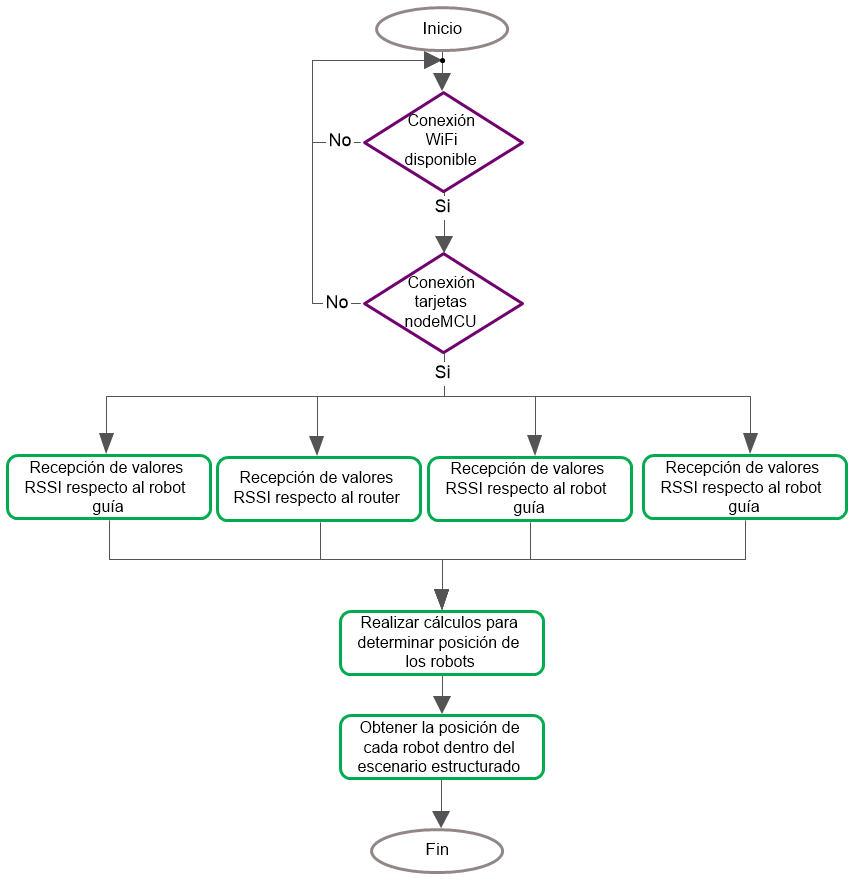 Inicio
Conexión
WiFi
disponible
No
Si
Conexión
tarjetas
nodeMCU
No
Si
Recepción de valores
RSSI respecto al robot
guía
Recepción de valores
RSSI respecto al router
Recepción de valores
RSSI respecto al robot
guía
Recepción de valores
RSSI respecto al robot
guía
Realizar cálculos para
determinar posición de
los robots
Obtener la posición de
cada robot dentro del
escenario estructurado
Fin